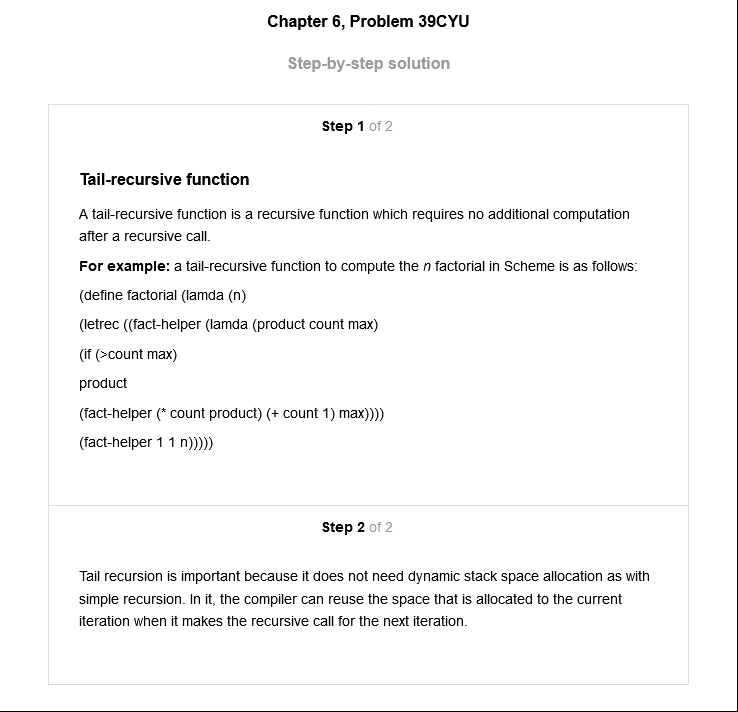 Chapter 6, Problem 39CYU
Step-by-step solution
Step 1 of 2
Tail-recursive function
A tail-recursive function is a recursive function which requires no additional computation
after a recursive call.
For example: a tail-recursive function to compute the n factorial in Scheme is as follows:
(define factorial (lamda (n)
(letrec ((fact-helper (lamda (product count max)
(if (>count max)
product
(fact-helper (* count product) (+ count 1) max))))
(fact-helper 1 1 n)))))
Step 2 of 2
Tail recursion is important because it does not need dynamic stack space allocation as with
simple recursion. In it, the compiler can reuse the space that is allocated to the current
iteration when it makes the recursive call for the next iteration.